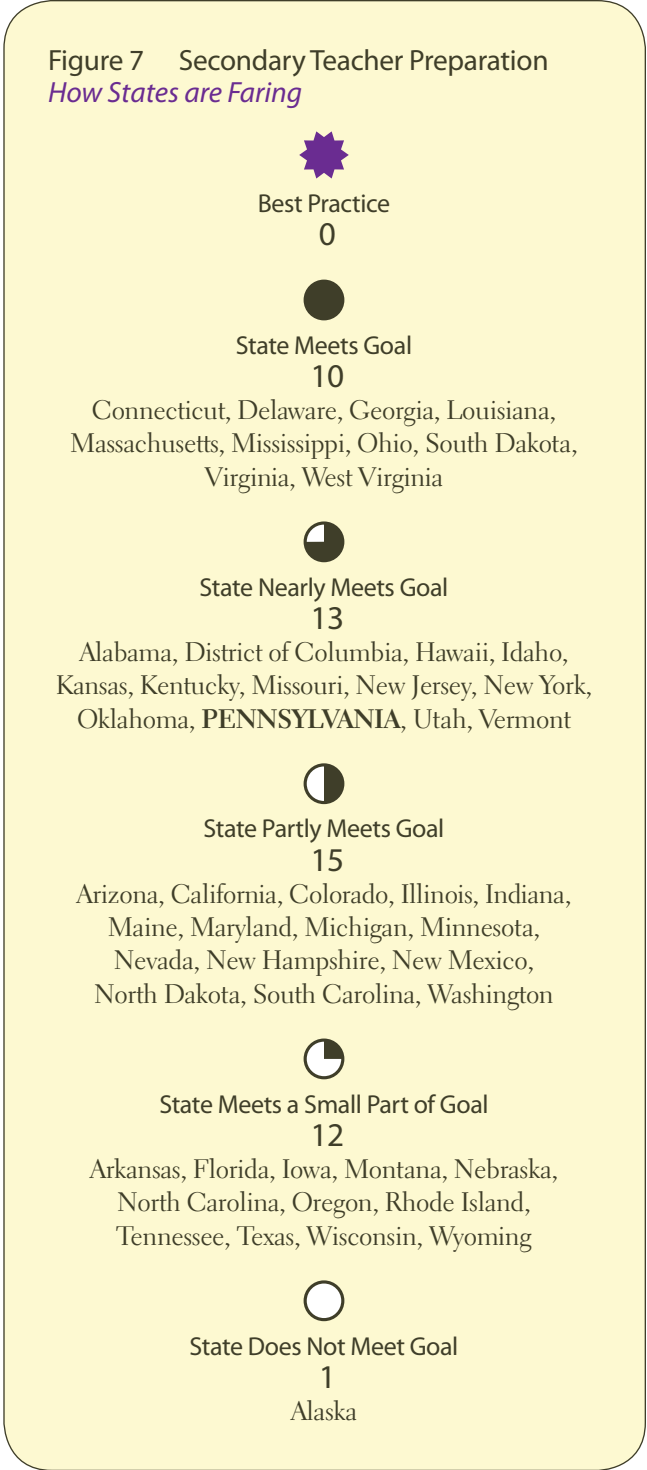 Figure 7 Secondary Teacher Preparation
How States are Faring
Best Practice
0
State Meets Goal
10
Connecticut, Delaware, Georgia, Louisiana,
Massachusetts, Mississippi, Ohio, South Dakota,
Virginia, West Virginia
State Nearly Meets Goal
13
Alabama, District of Columbia, Hawaii, Idaho,
Kansas, Kentucky, Missouri, New Jersey, New York,
Oklahoma, PENNSYLVANIA, Utah, Vermont
State Partly Meets Goal
15
Arizona, California, Colorado, Illinois, Indiana,
Maine, Maryland, Michigan, Minnesota,
Nevada, New Hampshire, New Mexico,
North Dakota, South Carolina, Washington
State Meets a Small Part of Goal
12
Arkansas, Florida, Iowa, Montana, Nebraska,
North Carolina, Oregon, Rhode Island,
Tennessee, Texas, Wisconsin, Wyoming
State Does Not Meet Goal
1
Alaska